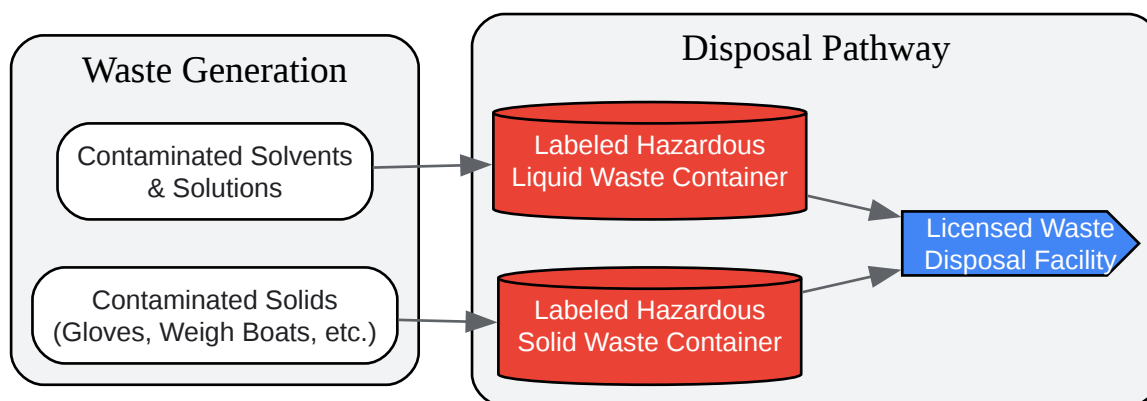 Waste Generation
Contaminated Solvents
& Solutions
Contaminated Solids
(Gloves, Weigh Boats, etc.)
Disposal Pathway
Labeled Hazardous
Liquid Waste Container
Labeled Hazardous
Solid Waste Container
Licensed Waste
Disposal Facility